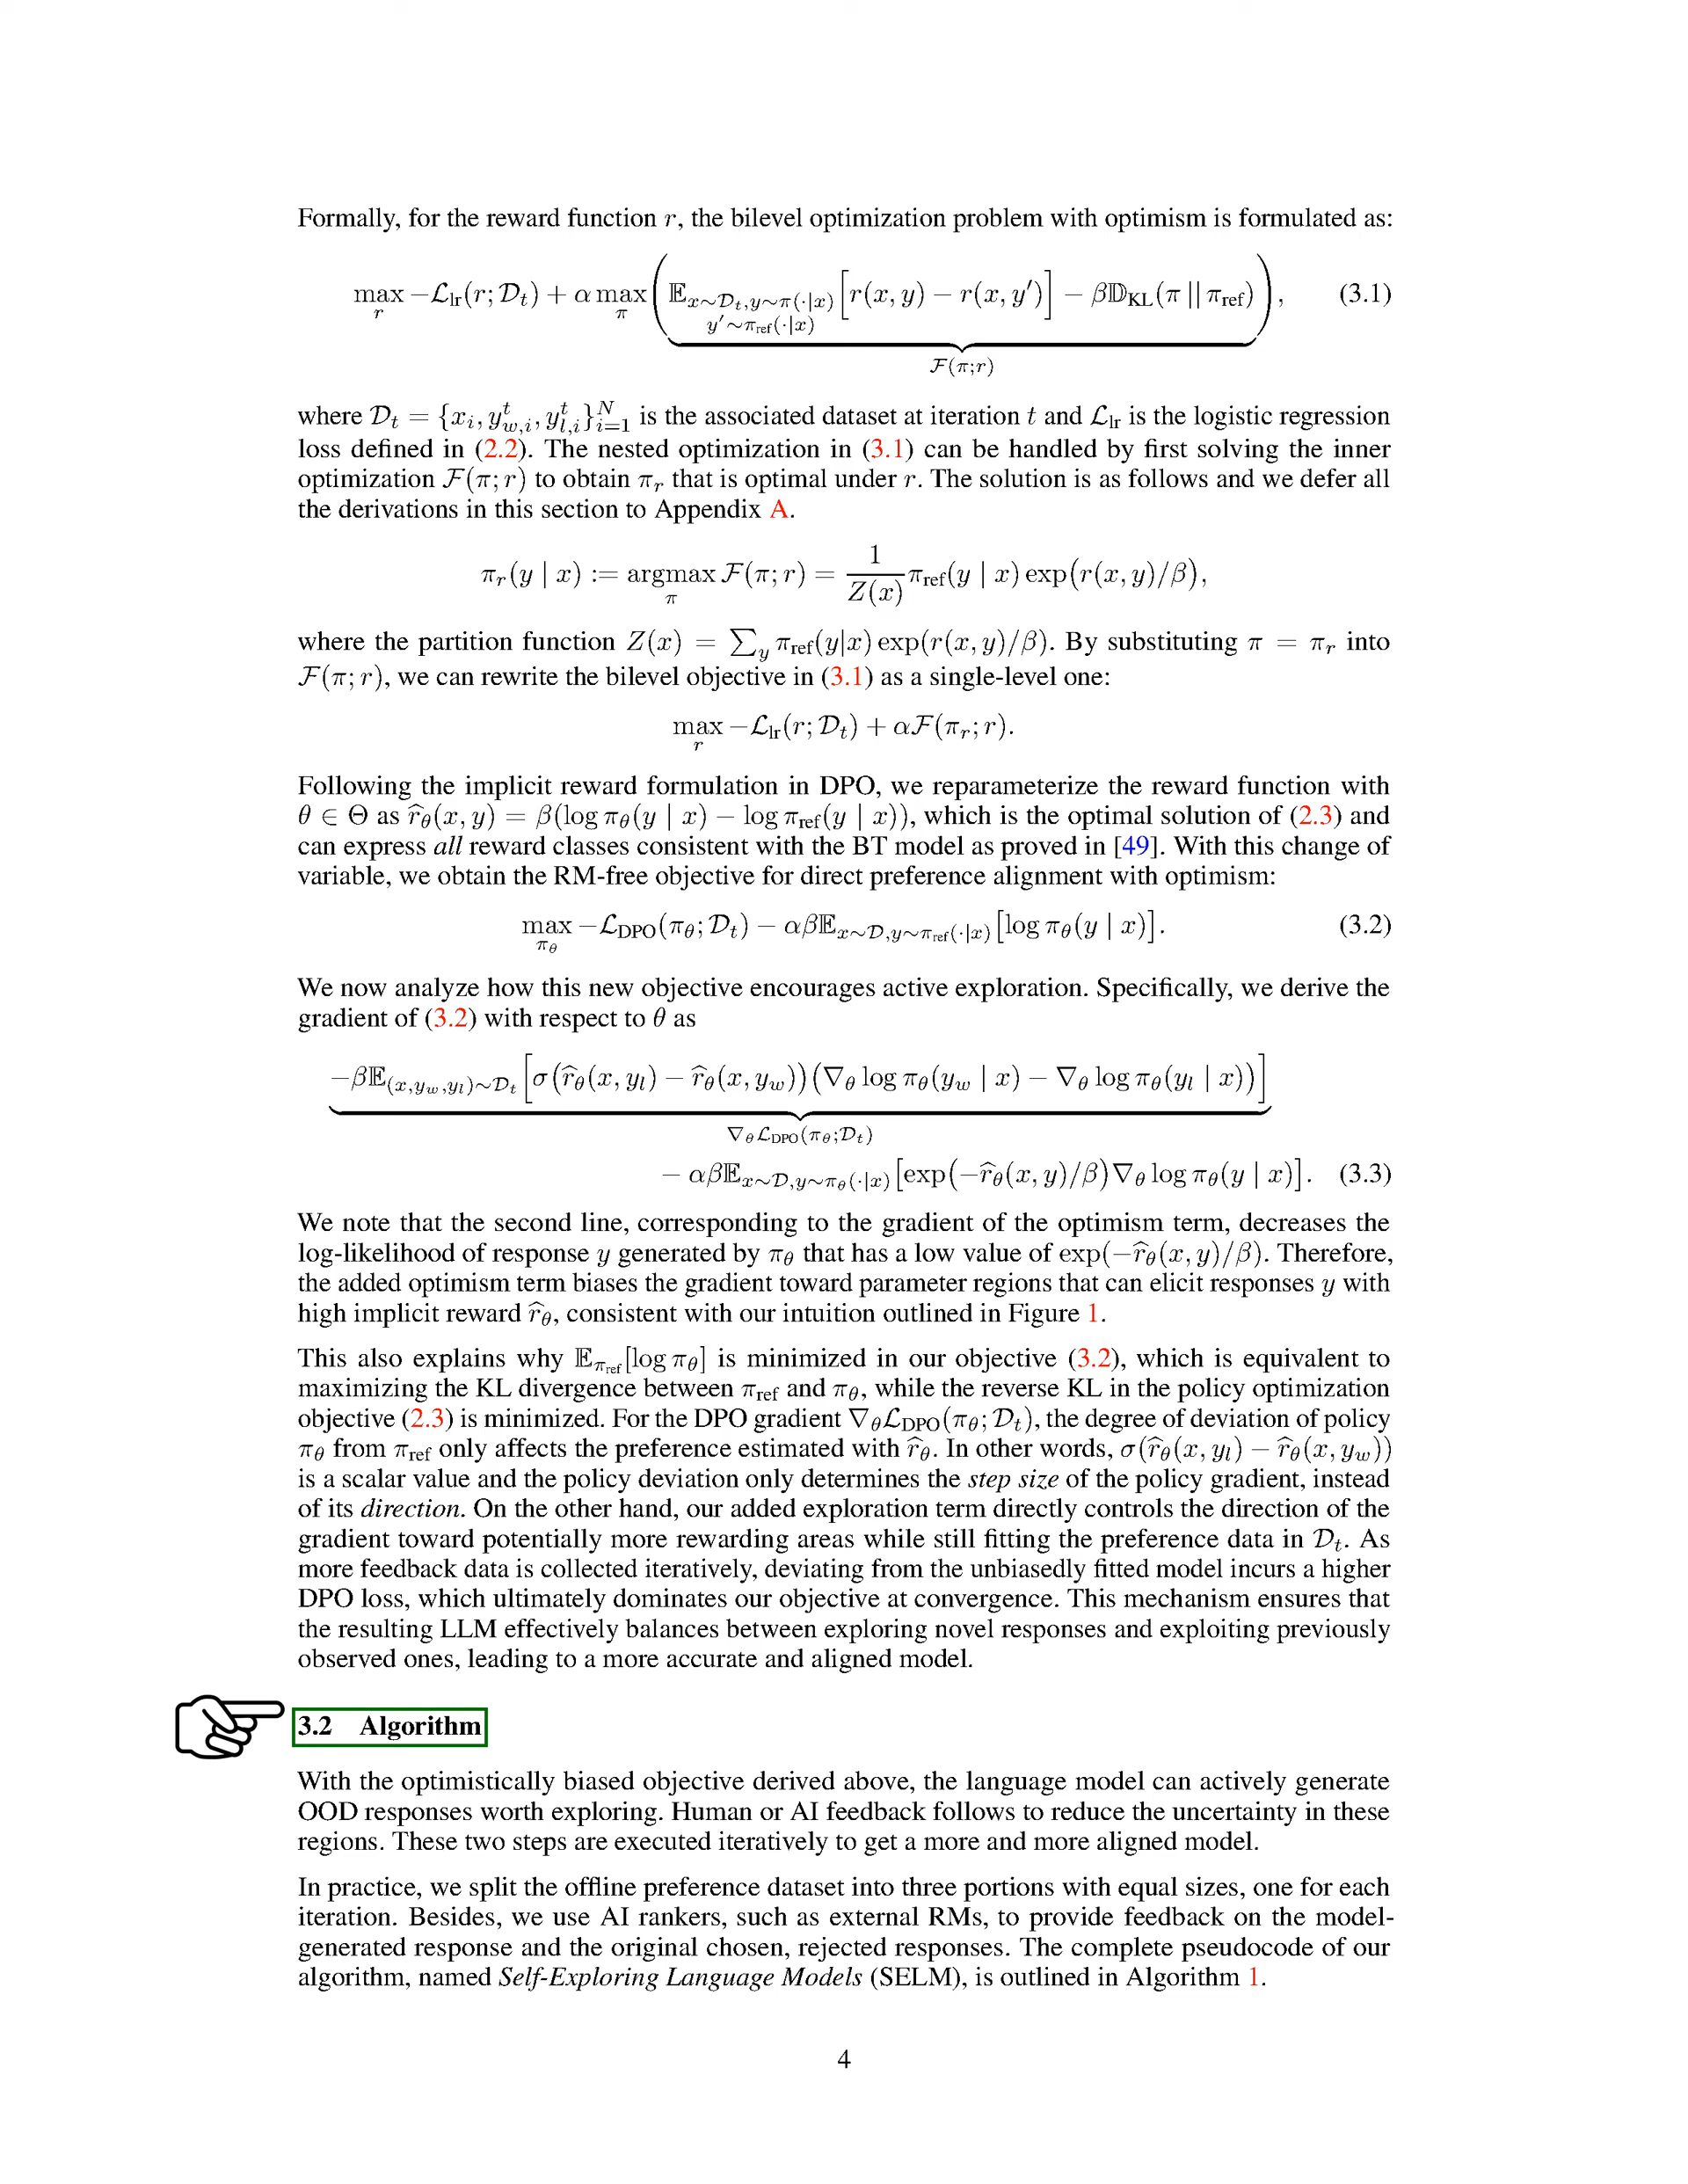 Formally, for the reward function r, the bilevel optimization problem with optimism is formulated as:
max_r −ℒ_lr(r; 𝒟_t) + α max_π ( 𝔼_{x∼𝒟_t, y∼π(·|x), y′∼π_ref(·|x)} [r(x, y) − r(x, y′)] − β𝔻_KL(π || π_ref) ), (3.1)
ℱ(π;r)
where 𝒟_t = {x_i, y^t_{w,i}, y^t_{l,i}}^N_{i=1} is the associated dataset at iteration t and ℒ_lr is the logistic regression
loss defined in (2.2). The nested optimization in (3.1) can be handled by first solving the inner
optimization ℱ(π; r) to obtain π_r that is optimal under r. The solution is as follows and we defer all
the derivations in this section to Appendix A.
π_r(y | x) := argmax_π ℱ(π; r) = 1/Z(x) π_ref(y | x) exp(r(x, y)/β),
where the partition function Z(x) = ∑_y π_ref(y|x) exp(r(x, y)/β). By substituting π = π_r into
ℱ(π; r), we can rewrite the bilevel objective in (3.1) as a single-level one:
max_r −ℒ_lr(r; 𝒟_t) + αℱ(π_r; r).
Following the implicit reward formulation in DPO, we reparameterize the reward function with
θ ∈ Θ as r̂_θ(x, y) = β(log π_θ(y | x) − log π_ref(y | x)), which is the optimal solution of (2.3) and
can express all reward classes consistent with the BT model as proved in [49]. With this change of
variable, we obtain the RM-free objective for direct preference alignment with optimism:
max_{π_θ} −ℒ_DPO(π_θ; 𝒟_t) − αβ𝔼_{x∼𝒟,y∼π_ref(·|x)}[log π_θ(y | x)]. (3.2)
We now analyze how this new objective encourages active exploration. Specifically, we derive the
gradient of (3.2) with respect to θ as
−β𝔼_{(x,y_w,y_l)∼𝒟_t}[σ(r̂_θ(x, y_l) − r̂_θ(x, y_w))(∇_θ log π_θ(y_w | x) − ∇_θ log π_θ(y_l | x))]
∇_θℒ_DPO(π_θ;𝒟_t)
− αβ𝔼_{x∼𝒟,y∼π_θ(·|x)}[exp(−r̂_θ(x, y)/β)∇_θ log π_θ(y | x)]. (3.3)
We note that the second line, corresponding to the gradient of the optimism term, decreases the
log-likelihood of response y generated by π_θ that has a low value of exp(−r̂_θ(x, y)/β). Therefore,
the added optimism term biases the gradient toward parameter regions that can elicit responses y with
high implicit reward r̂_θ, consistent with our intuition outlined in Figure 1.
This also explains why 𝔼_{π_ref}[log π_θ] is minimized in our objective (3.2), which is equivalent to
maximizing the KL divergence between π_ref and π_θ, while the reverse KL in the policy optimization
objective (2.3) is minimized. For the DPO gradient ∇_θℒ_DPO(π_θ; 𝒟_t), the degree of deviation of policy
π_θ from π_ref only affects the preference estimated with r̂_θ. In other words, σ(r̂_θ(x, y_l) − r̂_θ(x, y_w))
is a scalar value and the policy deviation only determines the step size of the policy gradient, instead
of its direction. On the other hand, our added exploration term directly controls the direction of the
gradient toward potentially more rewarding areas while still fitting the preference data in 𝒟_t. As
more feedback data is collected iteratively, deviating from the unbiasedly fitted model incurs a higher
DPO loss, which ultimately dominates our objective at convergence. This mechanism ensures that
the resulting LLM effectively balances between exploring novel responses and exploiting previously
observed ones, leading to a more accurate and aligned model.
3.2 Algorithm
With the optimistically biased objective derived above, the language model can actively generate
OOD responses worth exploring. Human or AI feedback follows to reduce the uncertainty in these
regions. These two steps are executed iteratively to get a more and more aligned model.
In practice, we split the offline preference dataset into three portions with equal sizes, one for each
iteration. Besides, we use AI rankers, such as external RMs, to provide feedback on the model-
generated response and the original chosen, rejected responses. The complete pseudocode of our
algorithm, named Self-Exploring Language Models (SELM), is outlined in Algorithm 1.
4